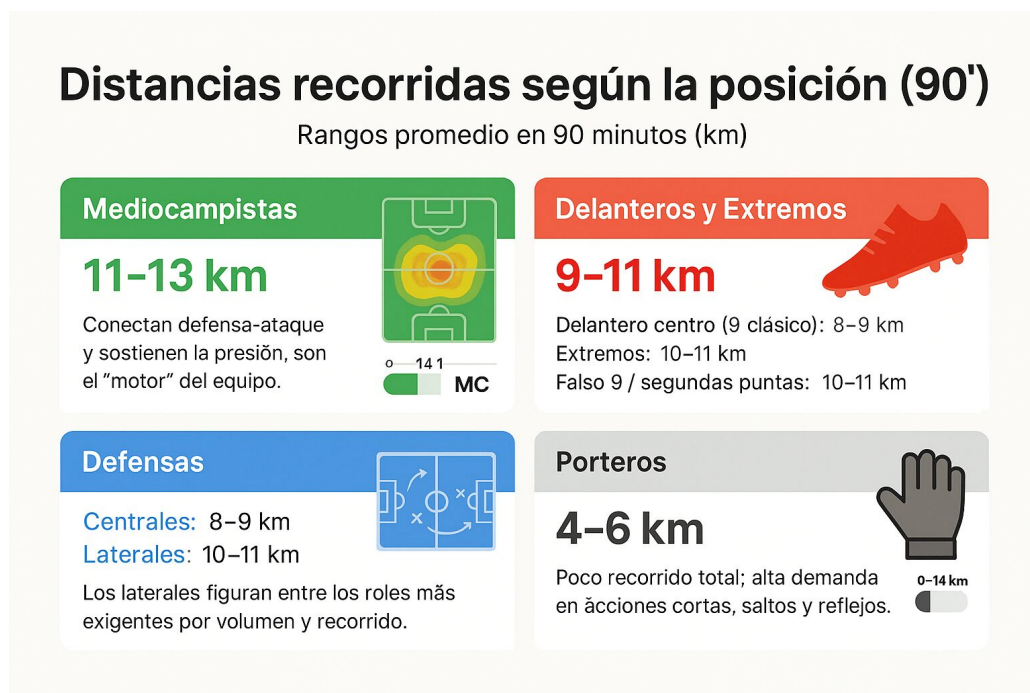 Distancias recorridas según la posición (90')
Rangos promedio en 90 minutos (km)
Mediocampistas
11–13 km
Conectan defensa-ataque
y sostienen la presiŏn, son
el "motor" del equipo.
o 14 1
MC
Delanteros y Extremos
9–11 km
Delantero centro (9 clásico): 8–9 km
Extremos: 10–11 km
Falso 9 / segundas puntas: 10–11 km
Defensas
Centrales: 8–9 km
Laterales: 10–11 km
Los laterales figuran entre los roles mãs
exigentes por volumen y recorrido.
Porteros
4–6 km
Poco recorrido total; alta demanda
en ăcciones cortas, saltos y reflejos.
0–14 km